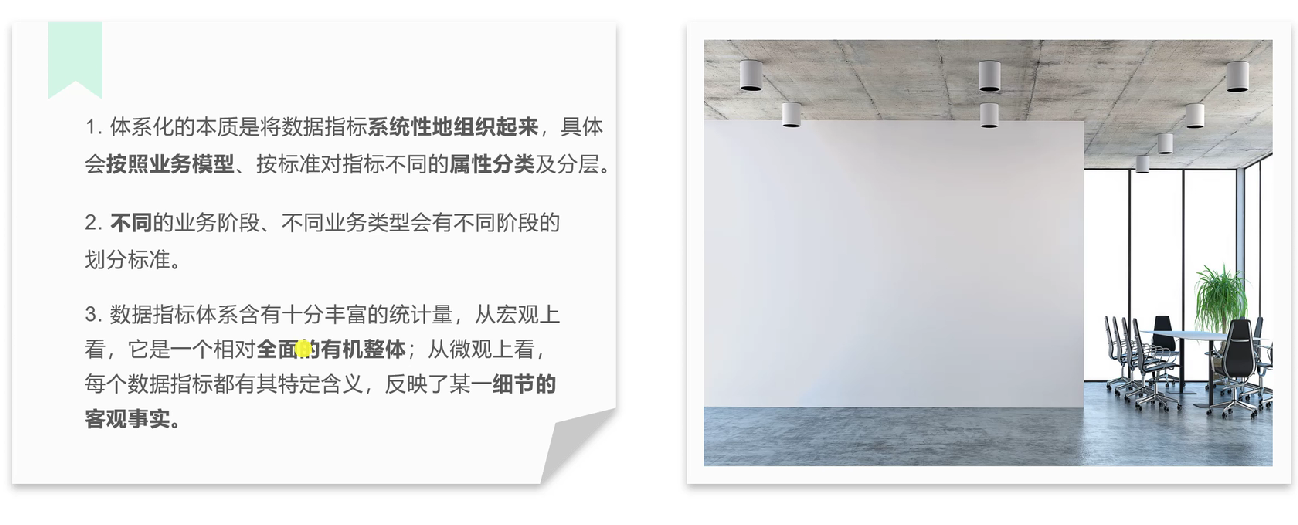 1. 体系化的本质是将数据指标系统性地组织起来，具体
会按照业务模型、按标准对指标不同的属性分类及分层。
2. 不同的业务阶段、不同业务类型会有不同阶段的
划分标准。
3. 数据指标体系含有十分丰富的统计量，从宏观上
看，它是一个相对全面的有机整体；从微观上看，
每个数据指标都有其特定含义，反映了某一细节的
客观事实。